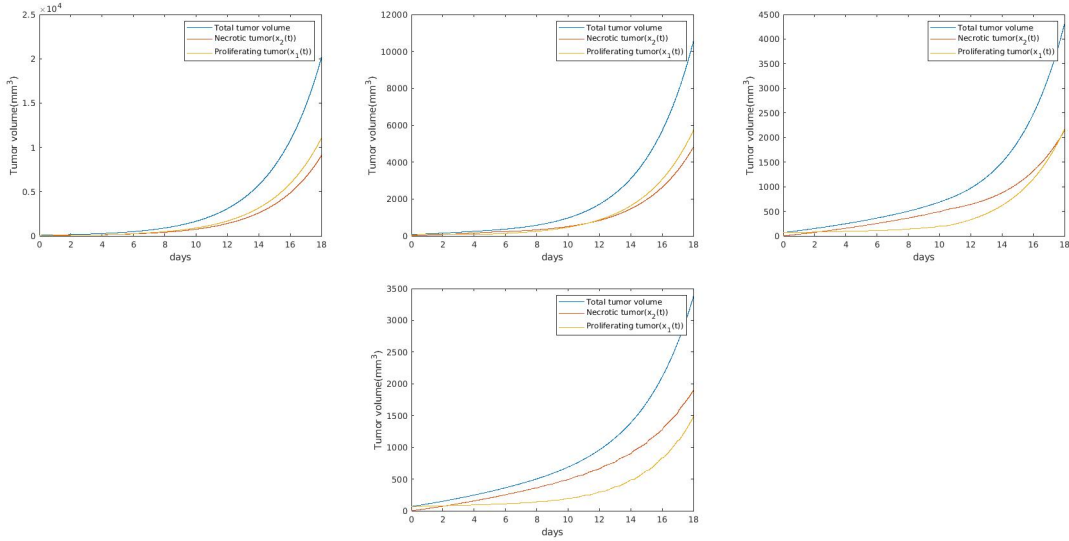 2.5 ×10⁴
2
1.5
1
0.5
0
Tumor volume(mm³)
Total tumor volume
Necrotic tumor(x₂(t))
Proliferating tumor(x₁(t))
0 2 4 6 8 10 12 14 16 18
days
12000
10000
8000
6000
4000
2000
0
Tumor volume(mm³)
Total tumor volume
Necrotic tumor(x₂(t))
Proliferating tumor(x₁(t))
0 2 4 6 8 10 12 14 16 18
days
4500
4000
3500
3000
2500
2000
1500
1000
500
0
Tumor volume(mm³)
Total tumor volume
Necrotic tumor(x₂(t))
Proliferating tumor(x₁(t))
0 2 4 6 8 10 12 14 16 18
days
3500
3000
2500
2000
1500
1000
500
0
Tumor volume(mm³)
Total tumor volume
Necrotic tumor(x₂(t))
Proliferating tumor(x₁(t))
0 2 4 6 8 10 12 14 16 18
days